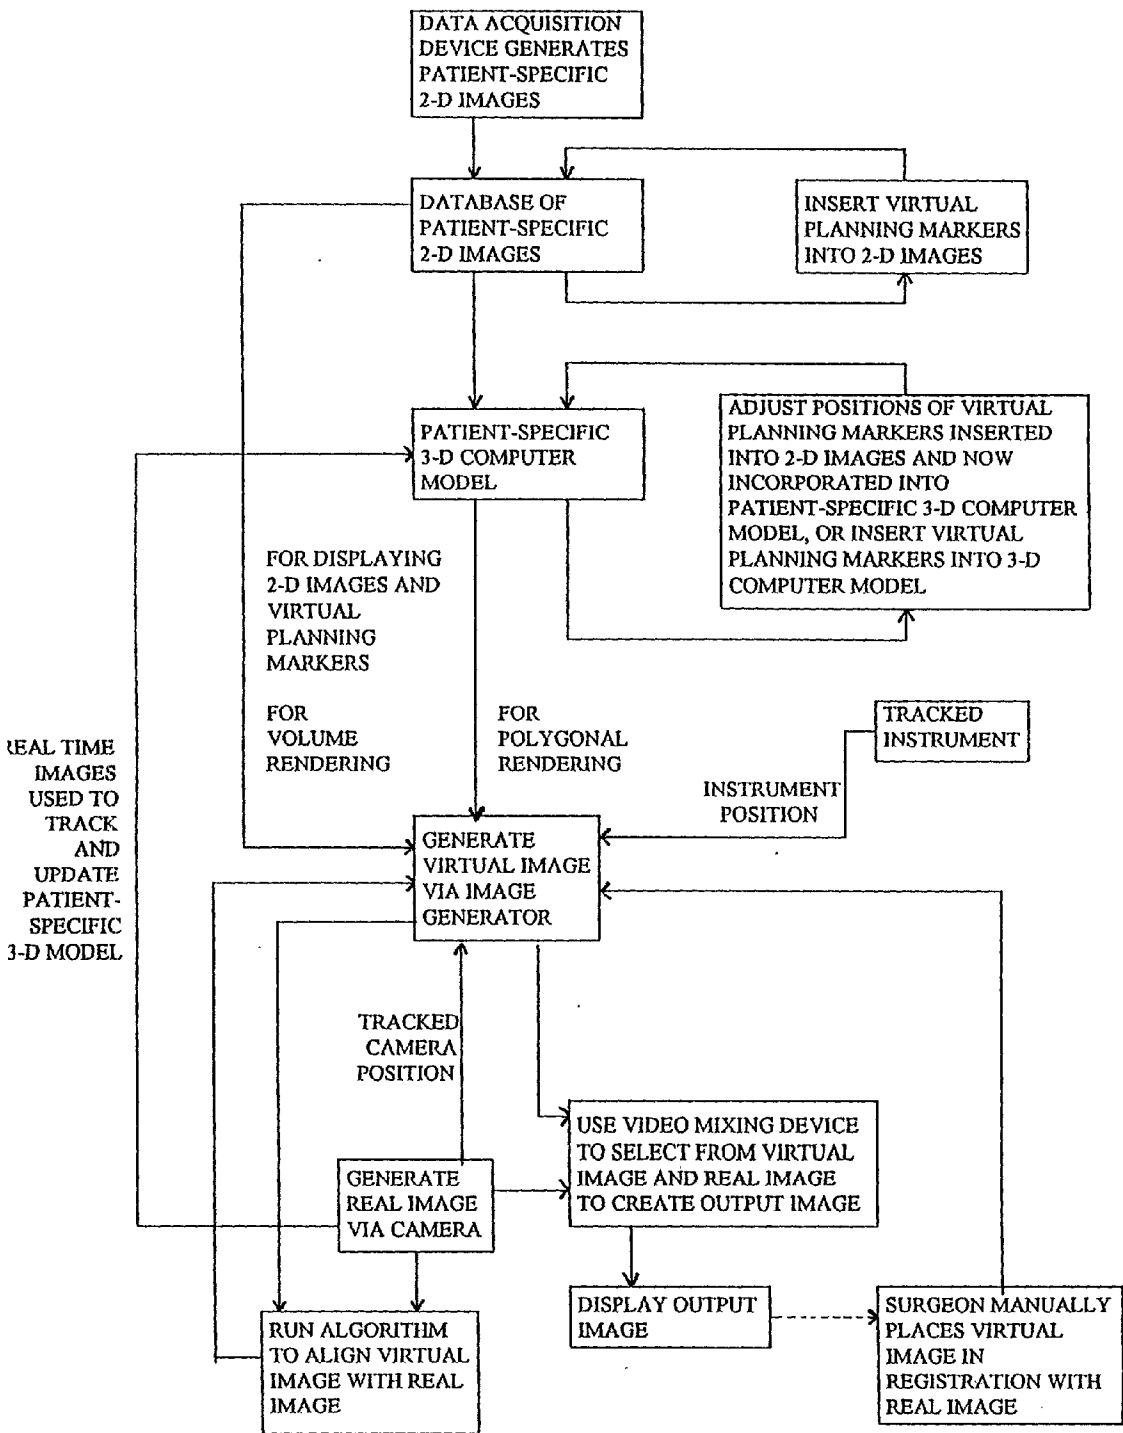 DATA ACQUISITION
DEVICE GENERATES
PATIENT-SPECIFIC
2-D IMAGES
DATABASE OF
PATIENT-SPECIFIC
2-D IMAGES
INSERT VIRTUAL
PLANNING MARKERS
INTO 2-D IMAGES
PATIENT-SPECIFIC
3-D COMPUTER
MODEL
ADJUST POSITIONS OF VIRTUAL
PLANNING MARKERS INSERTED
INTO 2-D IMAGES AND NOW
INCORPORATED INTO
PATIENT-SPECIFIC 3-D COMPUTER
MODEL, OR INSERT VIRTUAL
PLANNING MARKERS INTO 3-D
COMPUTER MODEL
FOR DISPLAYING
2-D IMAGES AND
VIRTUAL
PLANNING
MARKERS
FOR
VOLUME
RENDERING
FOR
POLYGONAL
RENDERING
TRACKED
INSTRUMENT
INSTRUMENT
POSITION
REAL TIME
IMAGES
USED TO
TRACK
AND
UPDATE
PATIENT-
SPECIFIC
3-D MODEL
GENERATE
VIRTUAL IMAGE
VIA IMAGE
GENERATOR
TRACKED
CAMERA
POSITION
USE VIDEO MIXING DEVICE
TO SELECT FROM VIRTUAL
IMAGE AND REAL IMAGE
TO CREATE OUTPUT IMAGE
GENERATE
REAL IMAGE
VIA CAMERA
DISPLAY OUTPUT
IMAGE
SURGEON MANUALLY
PLACES VIRTUAL
IMAGE IN
REGISTRATION WITH
REAL IMAGE
RUN ALGORITHM
TO ALIGN VIRTUAL
IMAGE WITH REAL
IMAGE